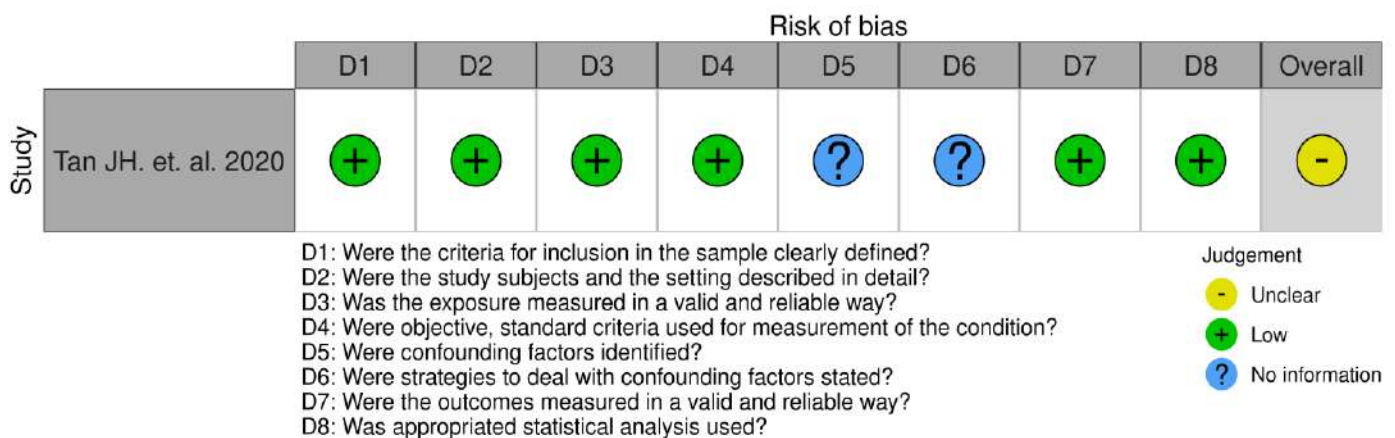 Risk of bias
D1 D2 D3 D4 D5 D6 D7 D8 Overall
Study
Tan JH. et. al. 2020 + + + + ? ? + + -
D1: Were the criteria for inclusion in the sample clearly defined?
D2: Were the study subjects and the setting described in detail?
D3: Was the exposure measured in a valid and reliable way?
D4: Were objective, standard criteria used for measurement of the condition?
D5: Were confounding factors identified?
D6: Were strategies to deal with confounding factors stated?
D7: Were the outcomes measured in a valid and reliable way?
D8: Was appropriated statistical analysis used?
Judgement
- Unclear
+ Low
? No information